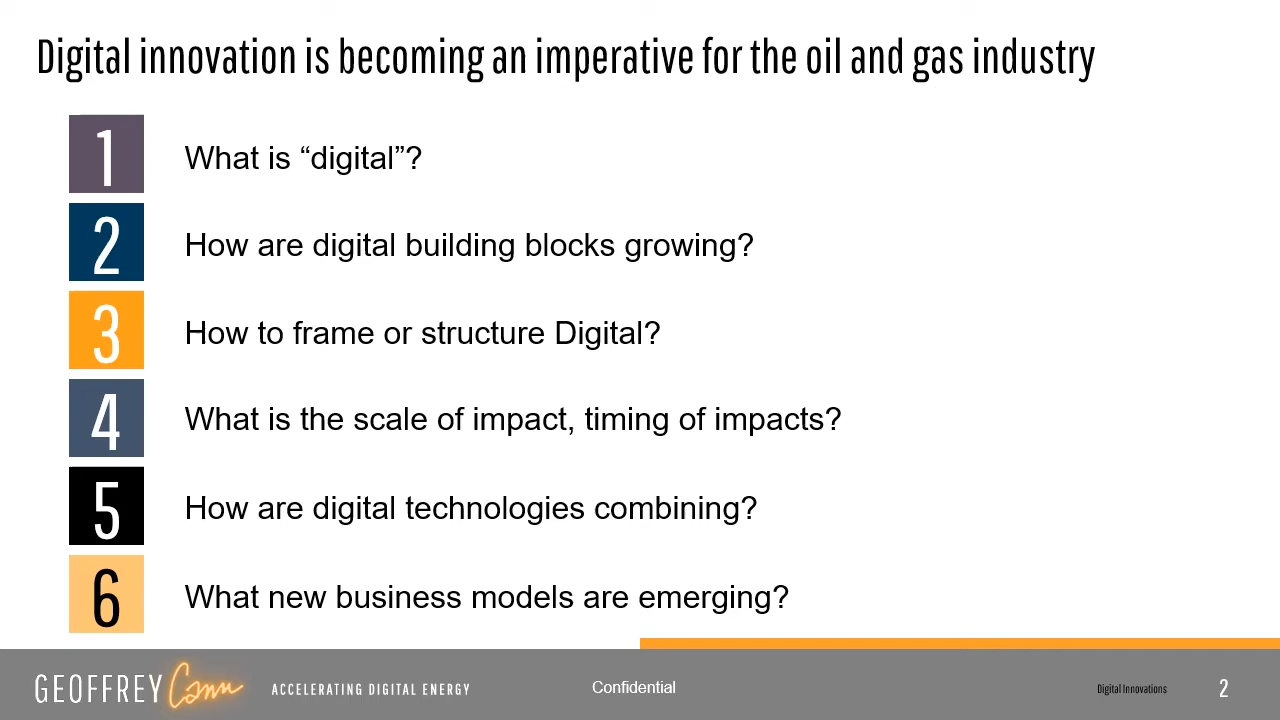 Digital innovation is becoming an imperative for the oil and gas industry
1 What is “digital”?
2 How are digital building blocks growing?
3 How to frame or structure Digital?
4 What is the scale of impact, timing of impacts?
5 How are digital technologies combining?
6 What new business models are emerging?
GEOFFREY Cann ACCELERATING DIGITAL ENERGY Confidential Digital Innovations 2